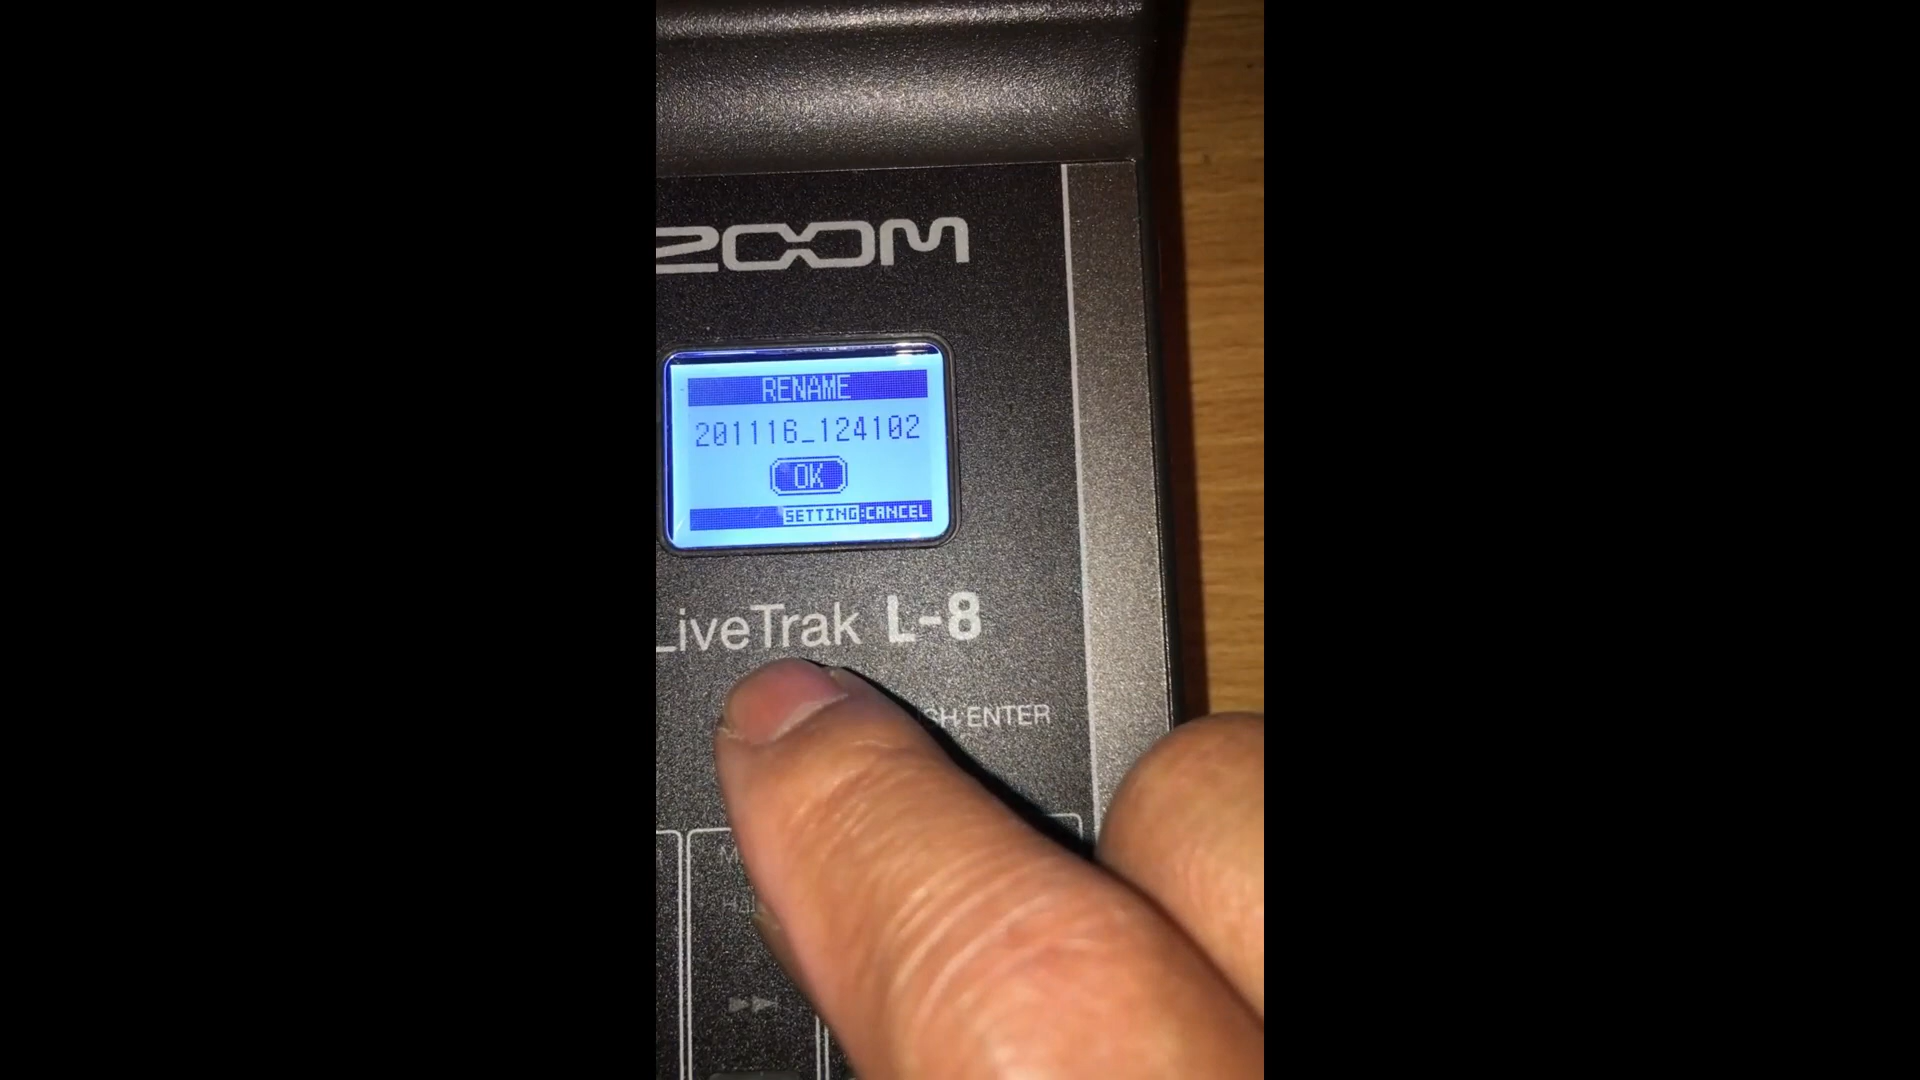 ZOOM
RENAME
201116_124102
OK
SETTING:CANCEL
LiveTrak L-8
ENTER